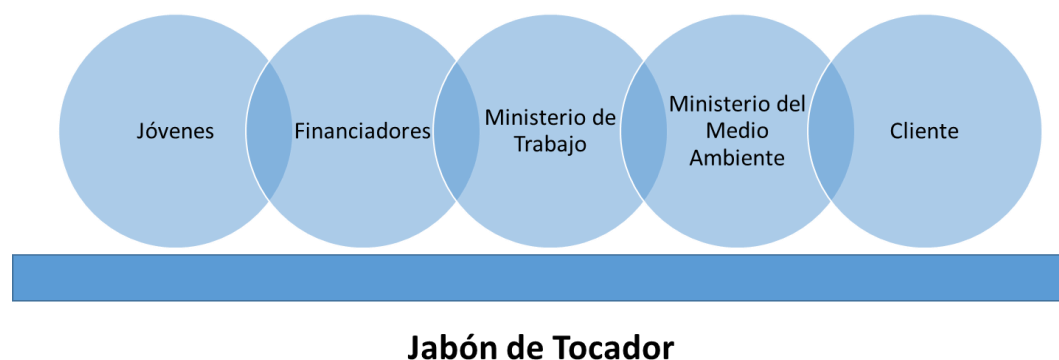 Jóvenes
Financiadores
Ministerio de
Trabajo
Ministerio del
Medio
Ambiente
Cliente
Jabón de Tocador